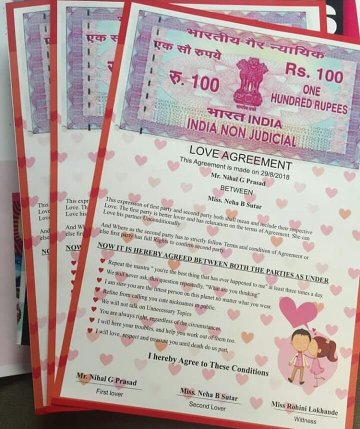 भारतीय गैर न्यायिक
एक सौ रुपये
Rs. 100
रु. 100
ONE
HUNDRED RUPEES
भारत INDIA
INDIA NON JUDICIAL
LOVE AGREEMENT
This Agreement is made on 29/8/2018
Mr. Nihal G Prasad
BETWEEN
Miss. Neha B Sutar
This expression of first party and second party both shall mean and include their respective
Love. The first party is better lover and has relaxation on the terms of Agreement. She can
Love his partner Unconditionally.
And Where as the second party has to strictly follow Terms and condition of Agreement or
else first party has full Rights to confirm second party.
NOW IT IS HEREBY AGREED BETWEEN BOTH THE PARTIES AS UNDER
Repeat the mantra " you're the best thing that has ever happened to me" at least three times a day.
We will never ask, that question repeatedly, "What are you thinking"
I am sure you are the nicest person on this planet no matter what you wear.
Refrain from calling you cute nicknames in public.
We will not talk on Unnecessary Topics
You are always right, regardless of the circumstances.
I will here your troubles, and help you work out of them too.
I will love, respect and treasure you until death do us part.
I hereby Agree to These Conditions
Mr. Nihal G Prasad
First lover
Miss. Neha B Sutar
Second Lover
Miss Rohini Lokhande
Witness